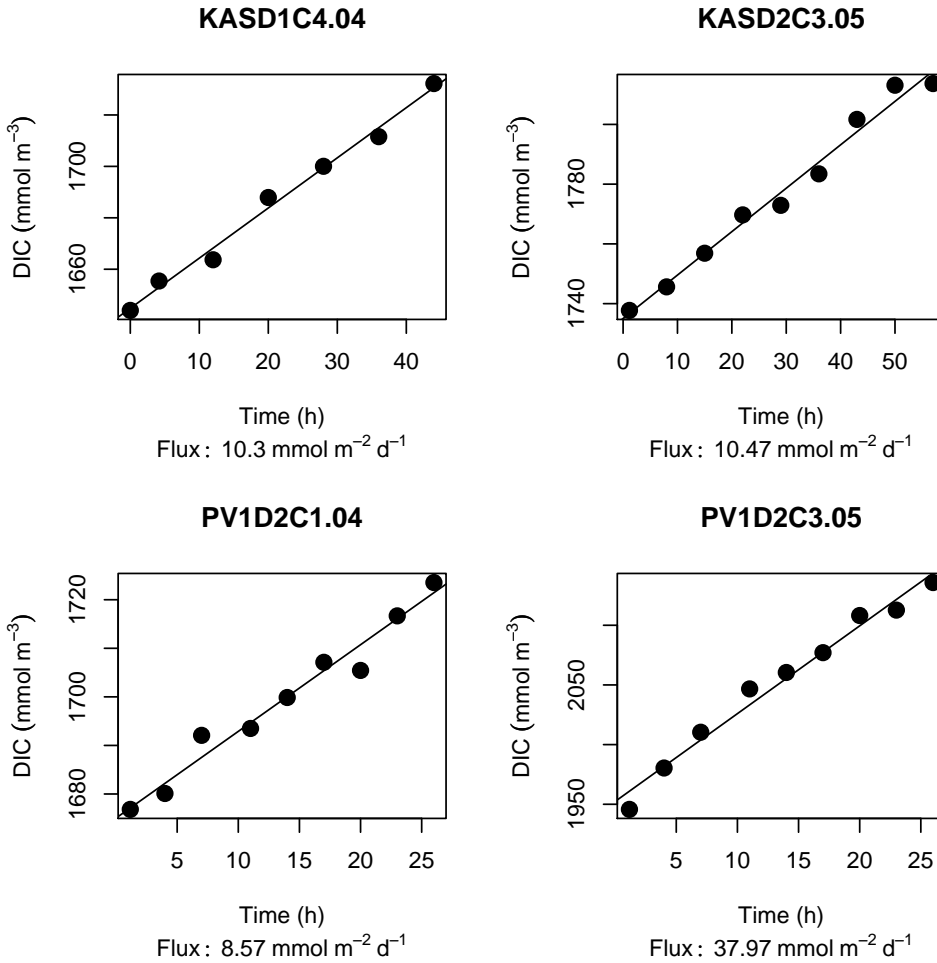 KASD1C4.04
DIC (mmol m⁻³)
1700
1660
0 10 20 30 40
Time (h)
Flux : 10.3 mmol m⁻² d⁻¹
KASD2C3.05
DIC (mmol m⁻³)
1780
1740
0 10 20 30 40 50
Time (h)
Flux : 10.47 mmol m⁻² d⁻¹
PV1D2C1.04
DIC (mmol m⁻³)
1720
1700
1680
5 10 15 20 25
Time (h)
Flux : 8.57 mmol m⁻² d⁻¹
PV1D2C3.05
DIC (mmol m⁻³)
2050
1950
5 10 15 20 25
Time (h)
Flux : 37.97 mmol m⁻² d⁻¹